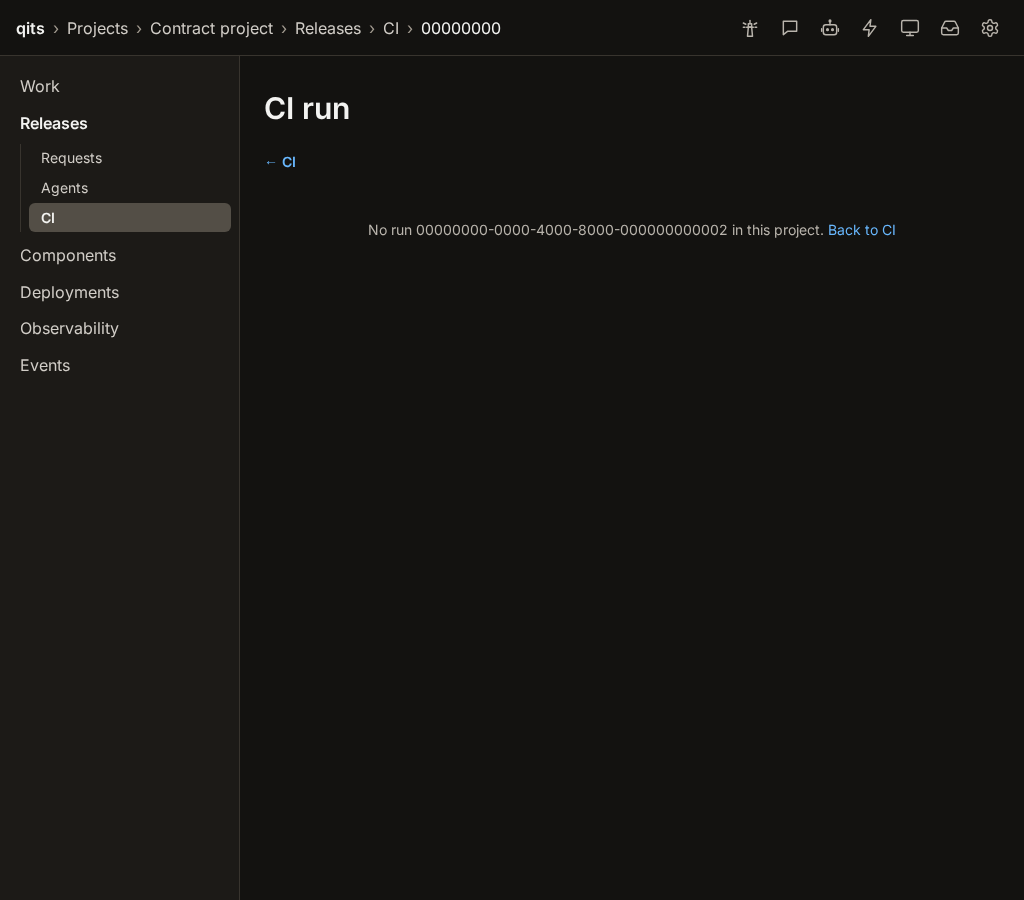 qits › Projects › Contract project › Releases › CI › 00000000
Work
Releases
Requests
Agents
CI
Components
Deployments
Observability
Events
CI run
← CI
No run 00000000-0000-4000-8000-000000000002 in this project. Back to CI